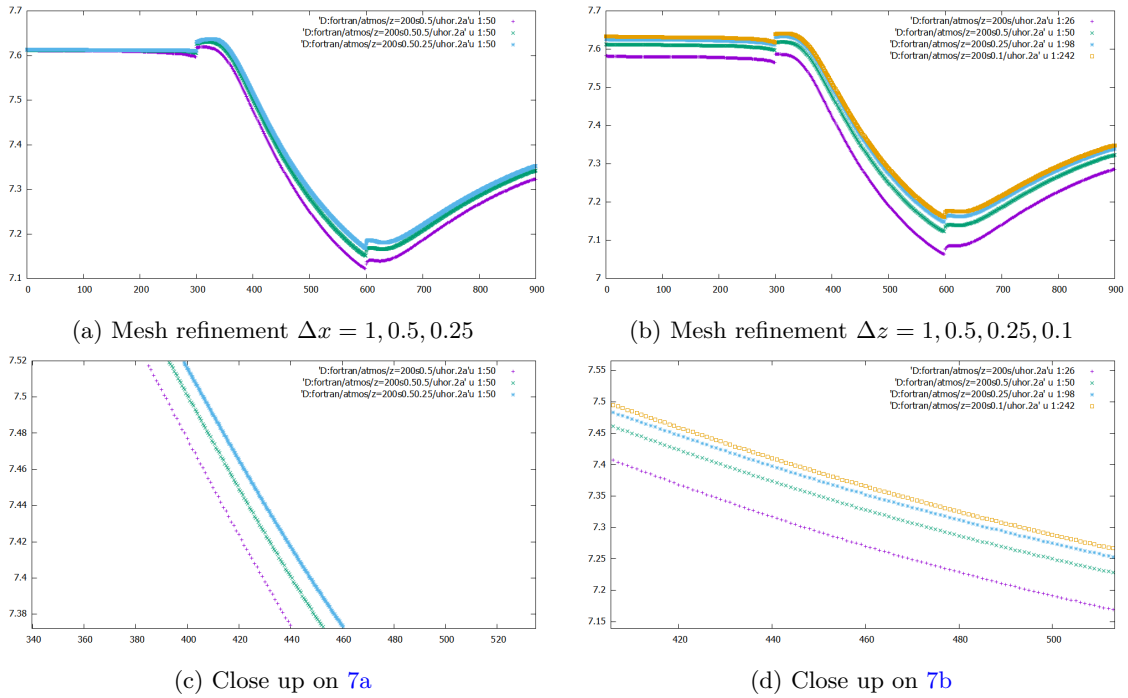 'D:fortran/atmos/z=200s0.5/uhor.2a'u 1:50
'D:fortran/atmos/z=200s0.50.5/uhor.2a' u 1:50
'D:fortran/atmos/z=200s0.50.25/uhor.2a'u 1:50
7.7
7.6
7.5
7.4
7.3
7.2
7.1
0 100 200 300 400 500 600 700 800 900
(a) Mesh refinement Δx = 1, 0.5, 0.25
'D:fortran/atmos/z=200s/uhor.2a'u 1:26
'D:fortran/atmos/z=200s0.5/uhor.2a'u 1:50
'D:fortran/atmos/z=200s0.25/uhor.2a'u 1:98
'D:fortran/atmos/z=200s0.1/uhor.2a' u 1:242
7.7
7.6
7.5
7.4
7.3
7.2
7.1
7
0 100 200 300 400 500 600 700 800 900
(b) Mesh refinement Δz = 1, 0.5, 0.25, 0.1
'D:fortran/atmos/z=200s0.5/uhor.2a'u 1:50
'D:fortran/atmos/z=200s0.50.5/uhor.2a' u 1:50
'D:fortran/atmos/z=200s0.50.25/uhor.2a'u 1:50
7.52
7.5
7.48
7.46
7.44
7.42
7.4
7.38
340 360 380 400 420 440 460 480 500 520
(c) Close up on 7a
'D:fortran/atmos/z=200s/uhor.2a'u 1:26
'D:fortran/atmos/z=200s0.5/uhor.2a'u 1:50
'D:fortran/atmos/z=200s0.25/uhor.2a'u 1:98
'D:fortran/atmos/z=200s0.1/uhor.2a' u 1:242
7.55
7.5
7.45
7.4
7.35
7.3
7.25
7.2
7.15
420 440 460 480 500
(d) Close up on 7b